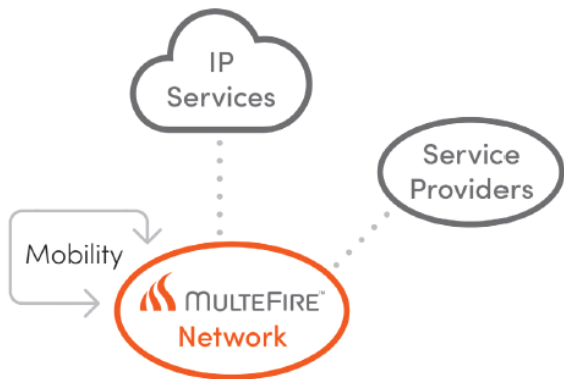 IP
Services
Service
Providers
Mobility
MULTEFIRE™
Network